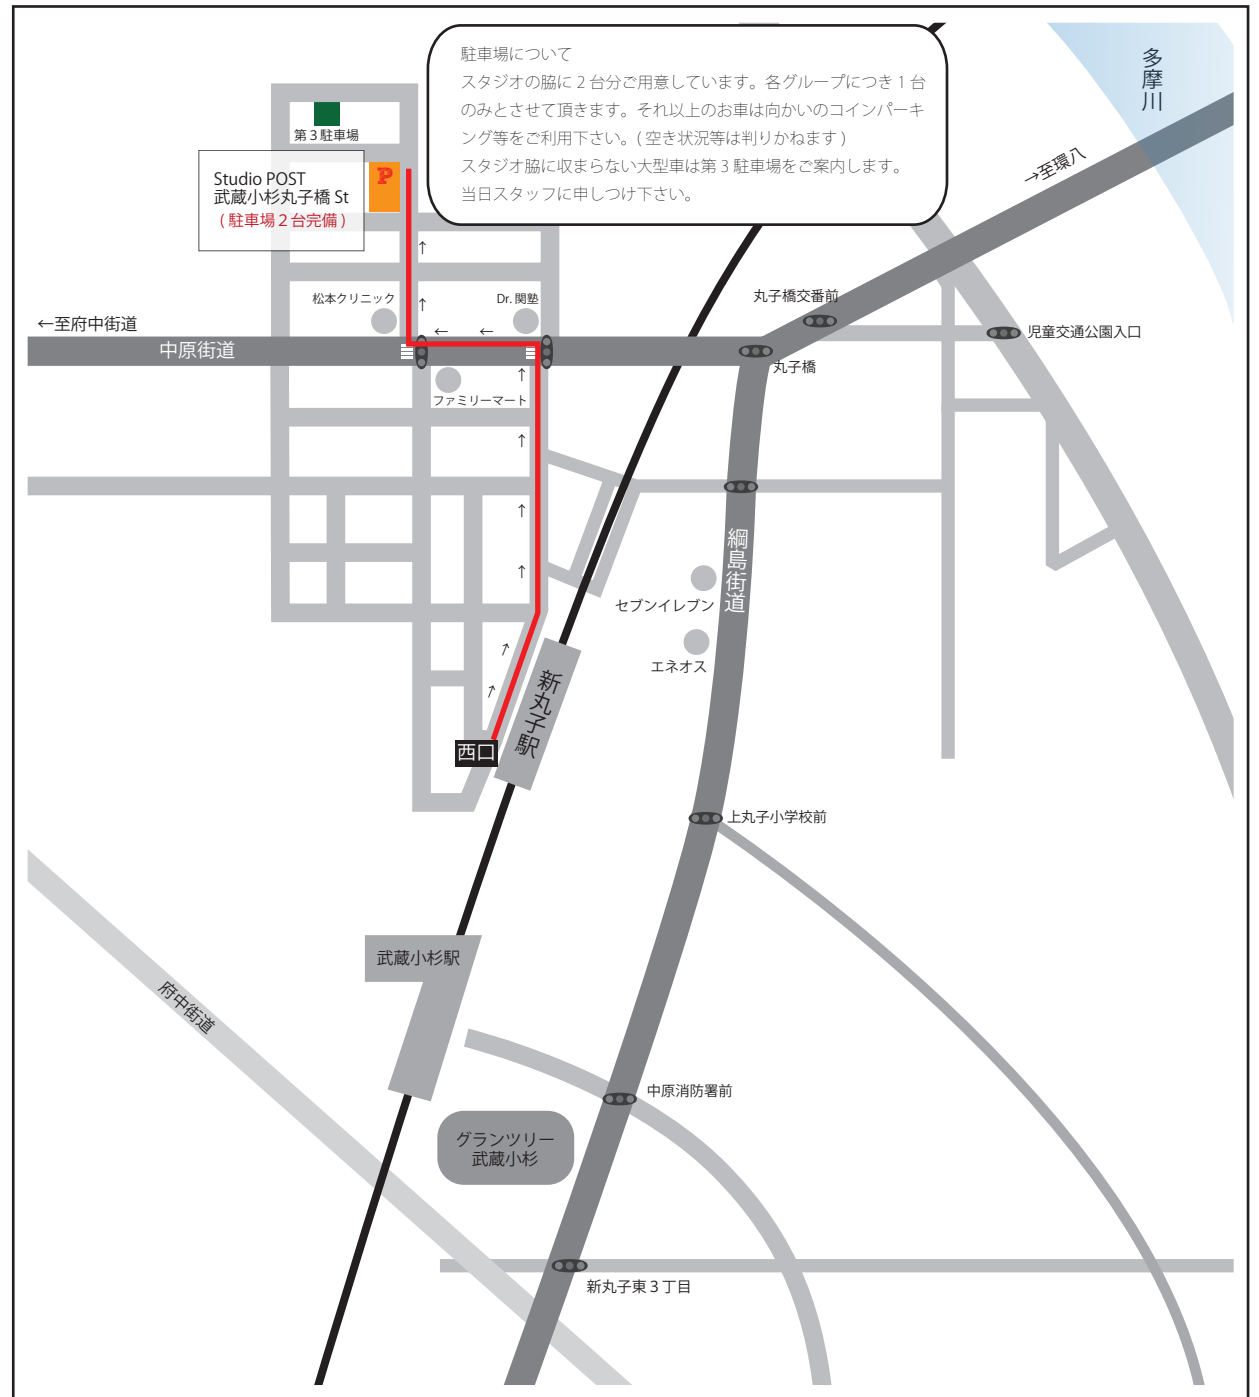 駐車場について
スタジオの脇に 2 台分ご用意しています。各グループにつき 1 台
のみとさせて頂きます。それ以上のお車は向かいのコインパーキ
ング等をご利用下さい。( 空き状況等は判りかねます )
スタジオ脇に収まらない大型車は第 3 駐車場をご案内します。
当日スタッフに申しつけ下さい。
多摩川
第 3 駐車場
P
Studio POST
武蔵小杉丸子橋 St
( 駐車場 2 台完備 )
→至環八
↑
松本クリニック
↑
Dr. 関塾
丸子橋交番前
←至府中街道
← ←
児童交通公園入口
中原街道
丸子橋
↑
ファミリーマート
↑
↑
綱島街道
↑
セブンイレブン
↑
エネオス
↑
新丸子駅
西口
上丸子小学校前
武蔵小杉駅
府中街道
中原消防署前
グランツリー
武蔵小杉
新丸子東 3 丁目